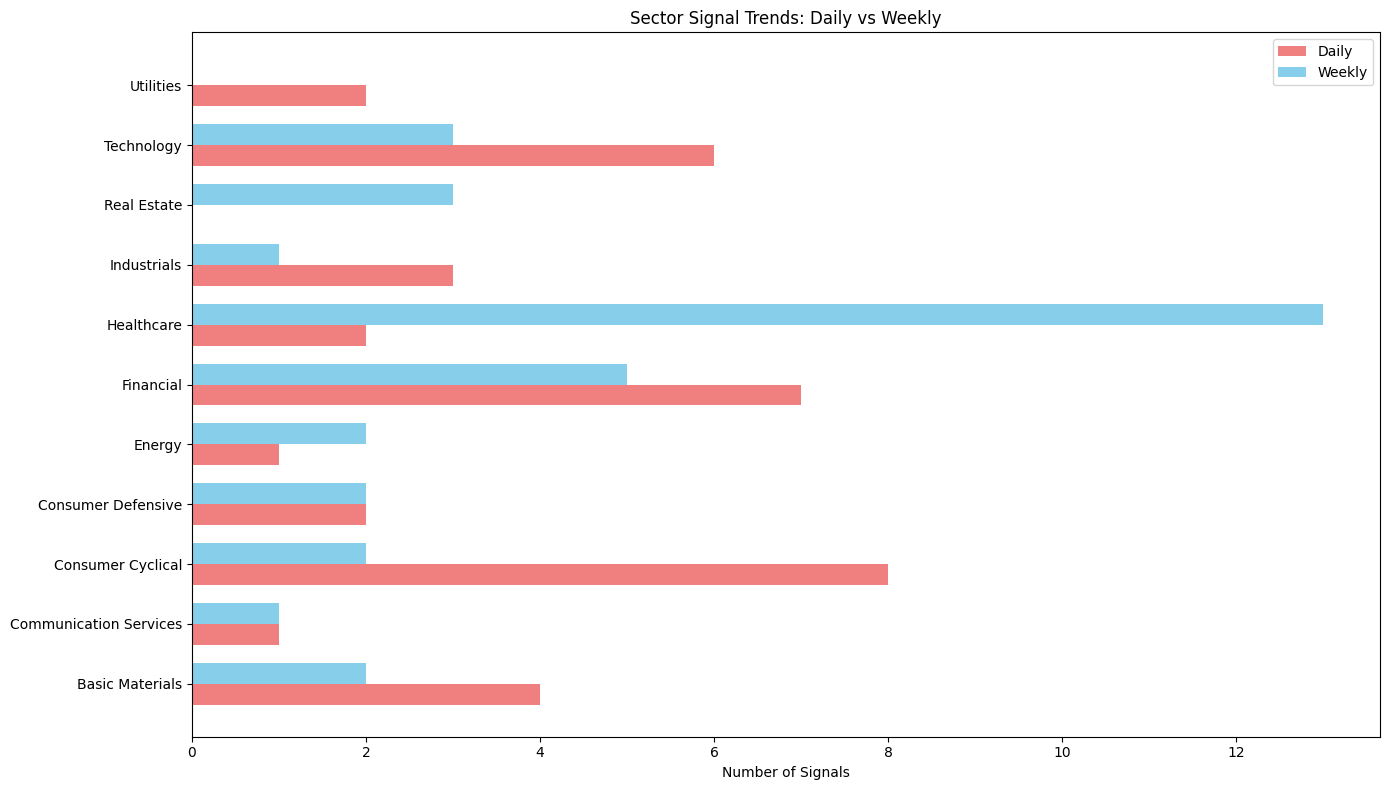 Sector Signal Trends: Daily vs Weekly
Daily
Weekly
Utilities
Technology
Real Estate
Industrials
Healthcare
Financial
Energy
Consumer Defensive
Consumer Cyclical
Communication Services
Basic Materials
0 2 4 6 8 10 12
Number of Signals